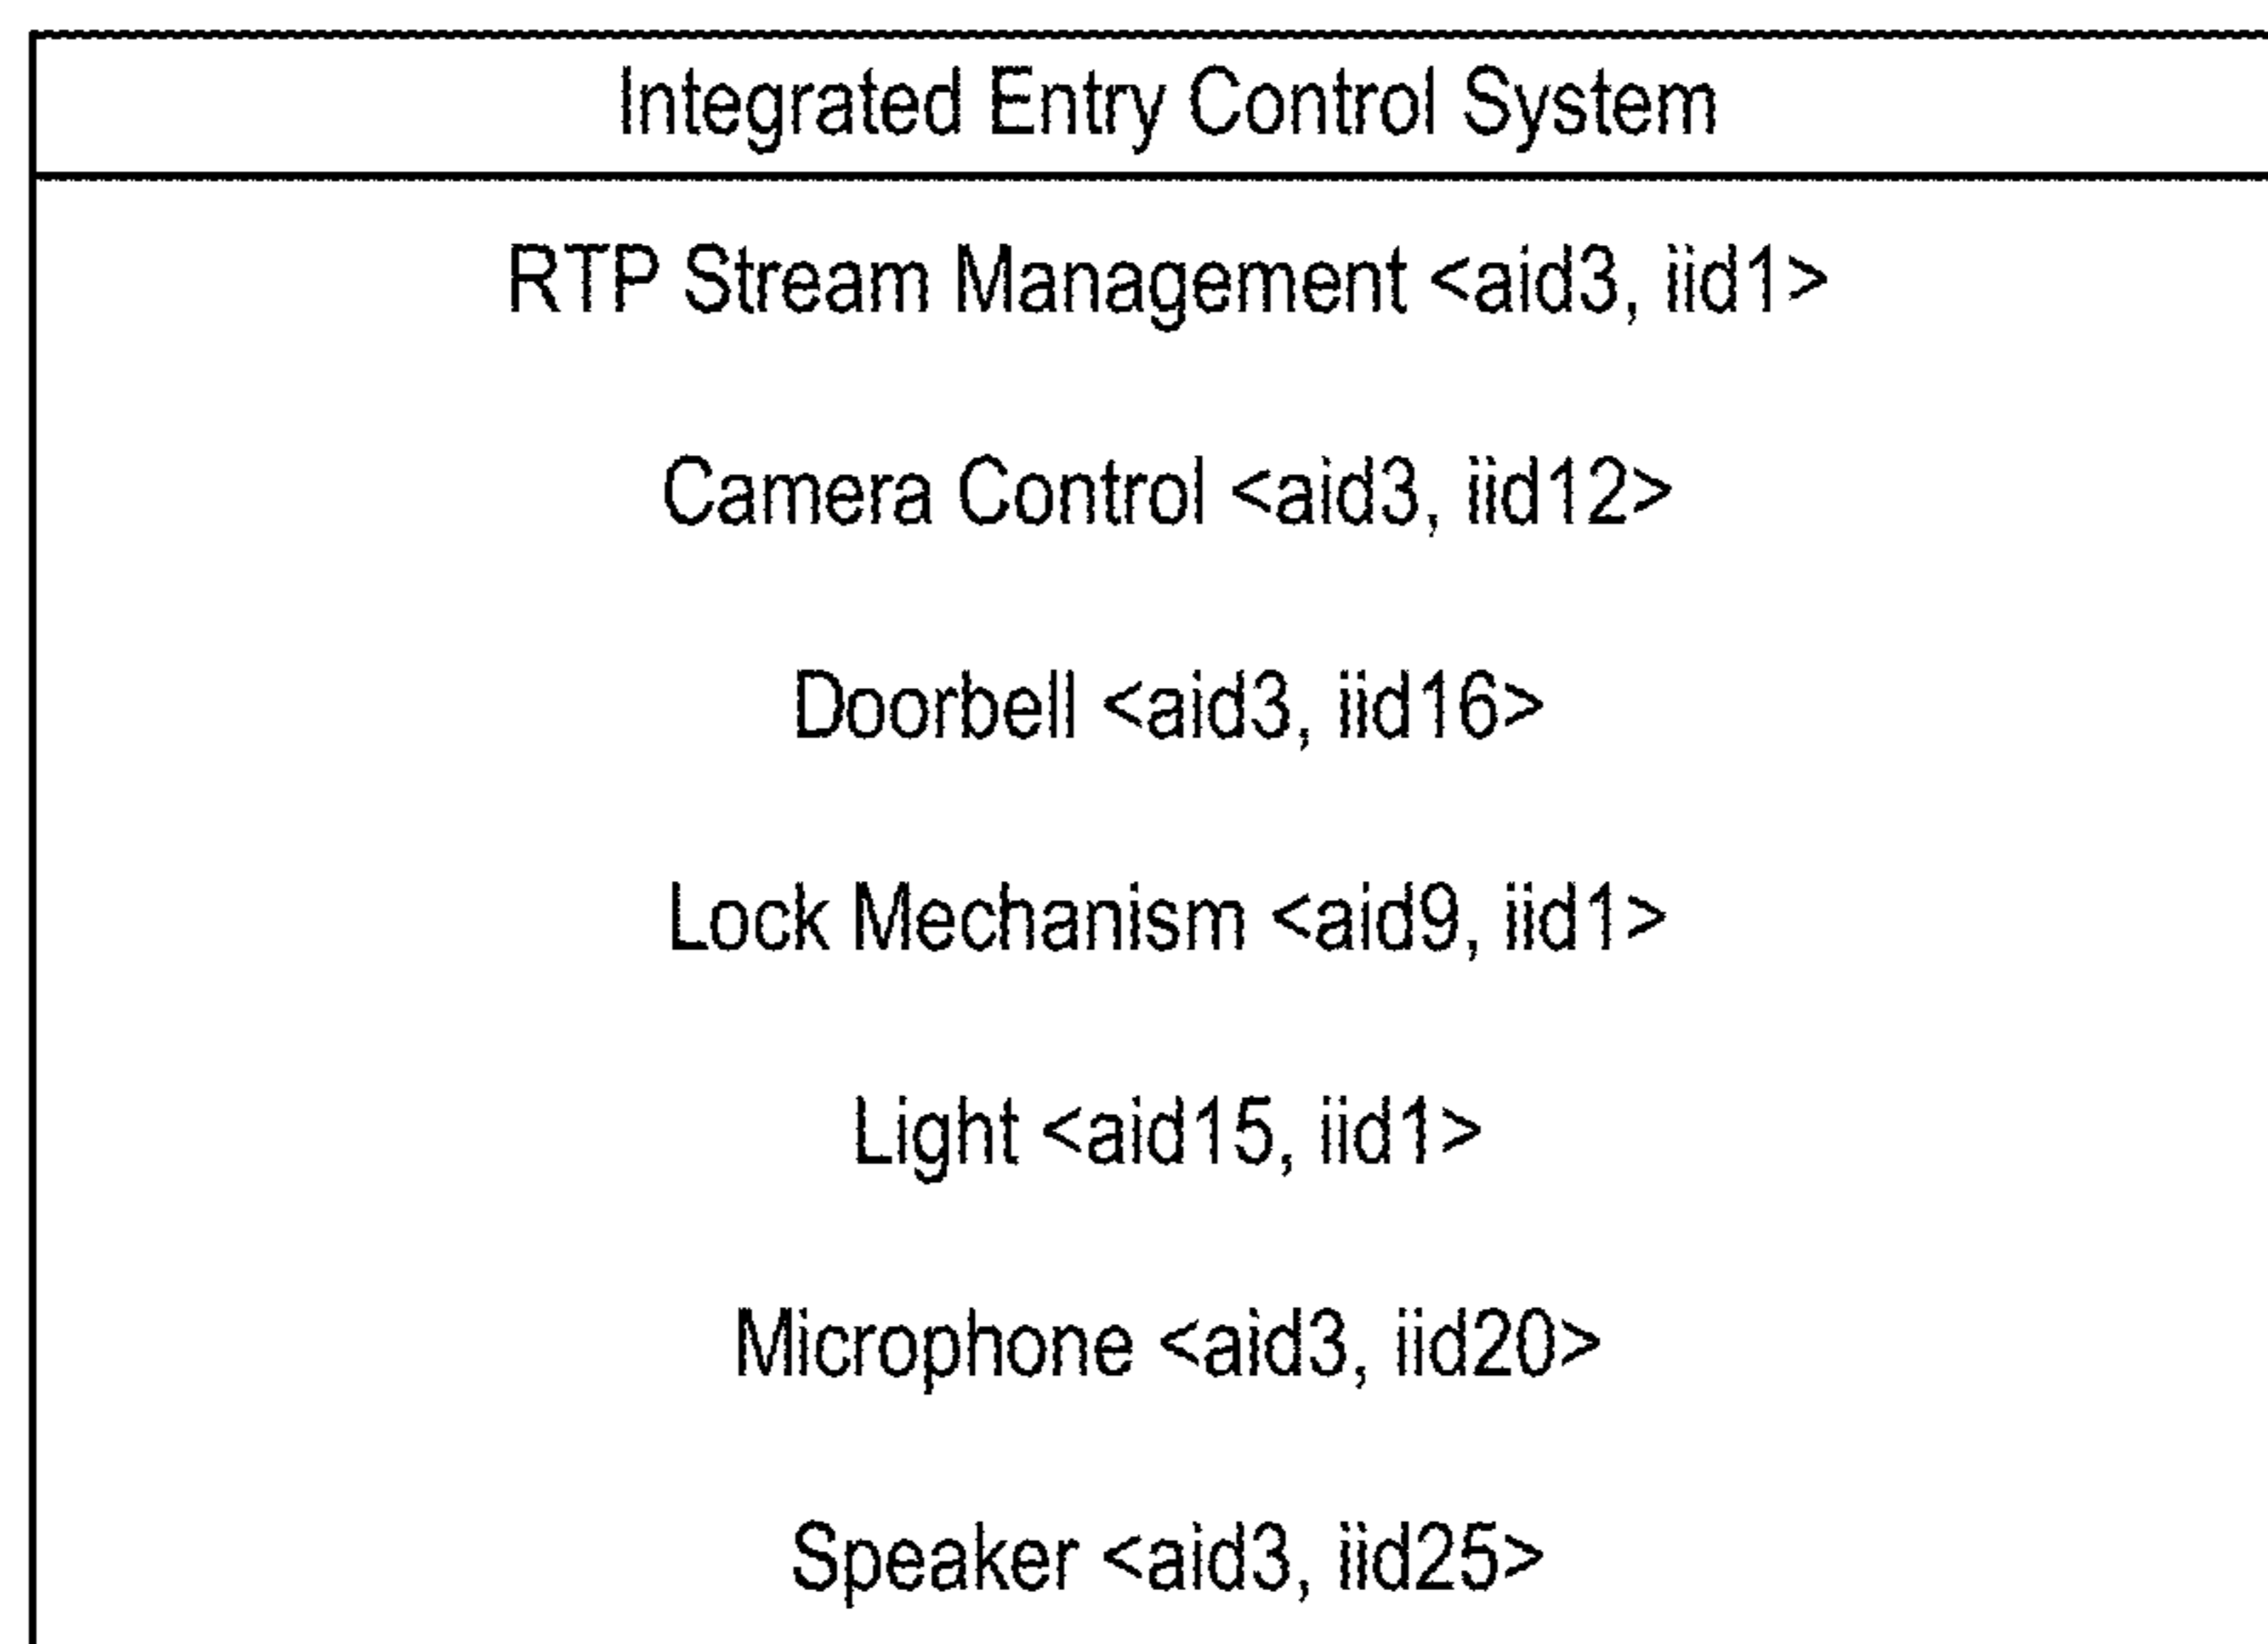 Integrated Entry Control System
RTP Stream Management <aid3, iid1>
Camera Control <aid3, iid12>
Doorbell <aid3, iid16>
Lock Mechanism <aid9, iid1>
Light <aid15, iid1>
Microphone <aid3, iid20>
Speaker <aid3, iid25>